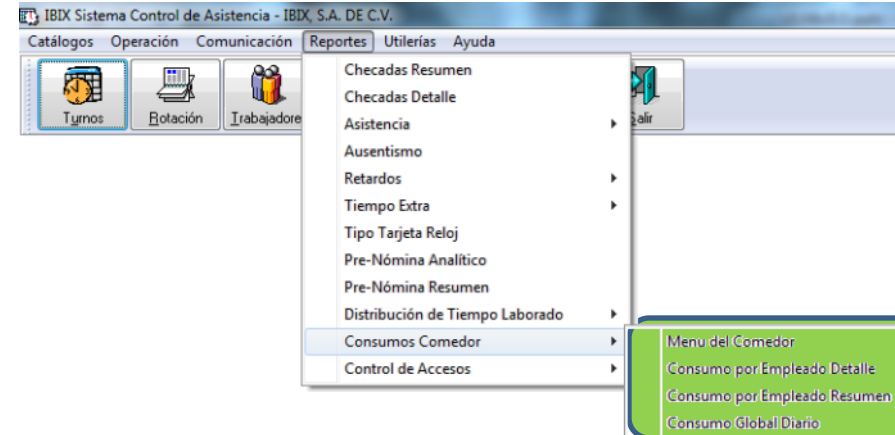 IBIX Sistema Control de Asistencia - IBIX, S.A. DE C.V.
Catálogos Operación Comunicación Reportes Utilerías Ayuda
Turnos Rotación Trabajadore Salir
Checadas Resumen
Checadas Detalle
Asistencia
Ausentismo
Retardos
Tiempo Extra
Tipo Tarjeta Reloj
Pre-Nómina Analítico
Pre-Nómina Resumen
Distribución de Tiempo Laborado
Consumos Comedor
Control de Accesos
Menu del Comedor
Consumo por Empleado Detalle
Consumo por Empleado Resumen
Consumo Global Diario